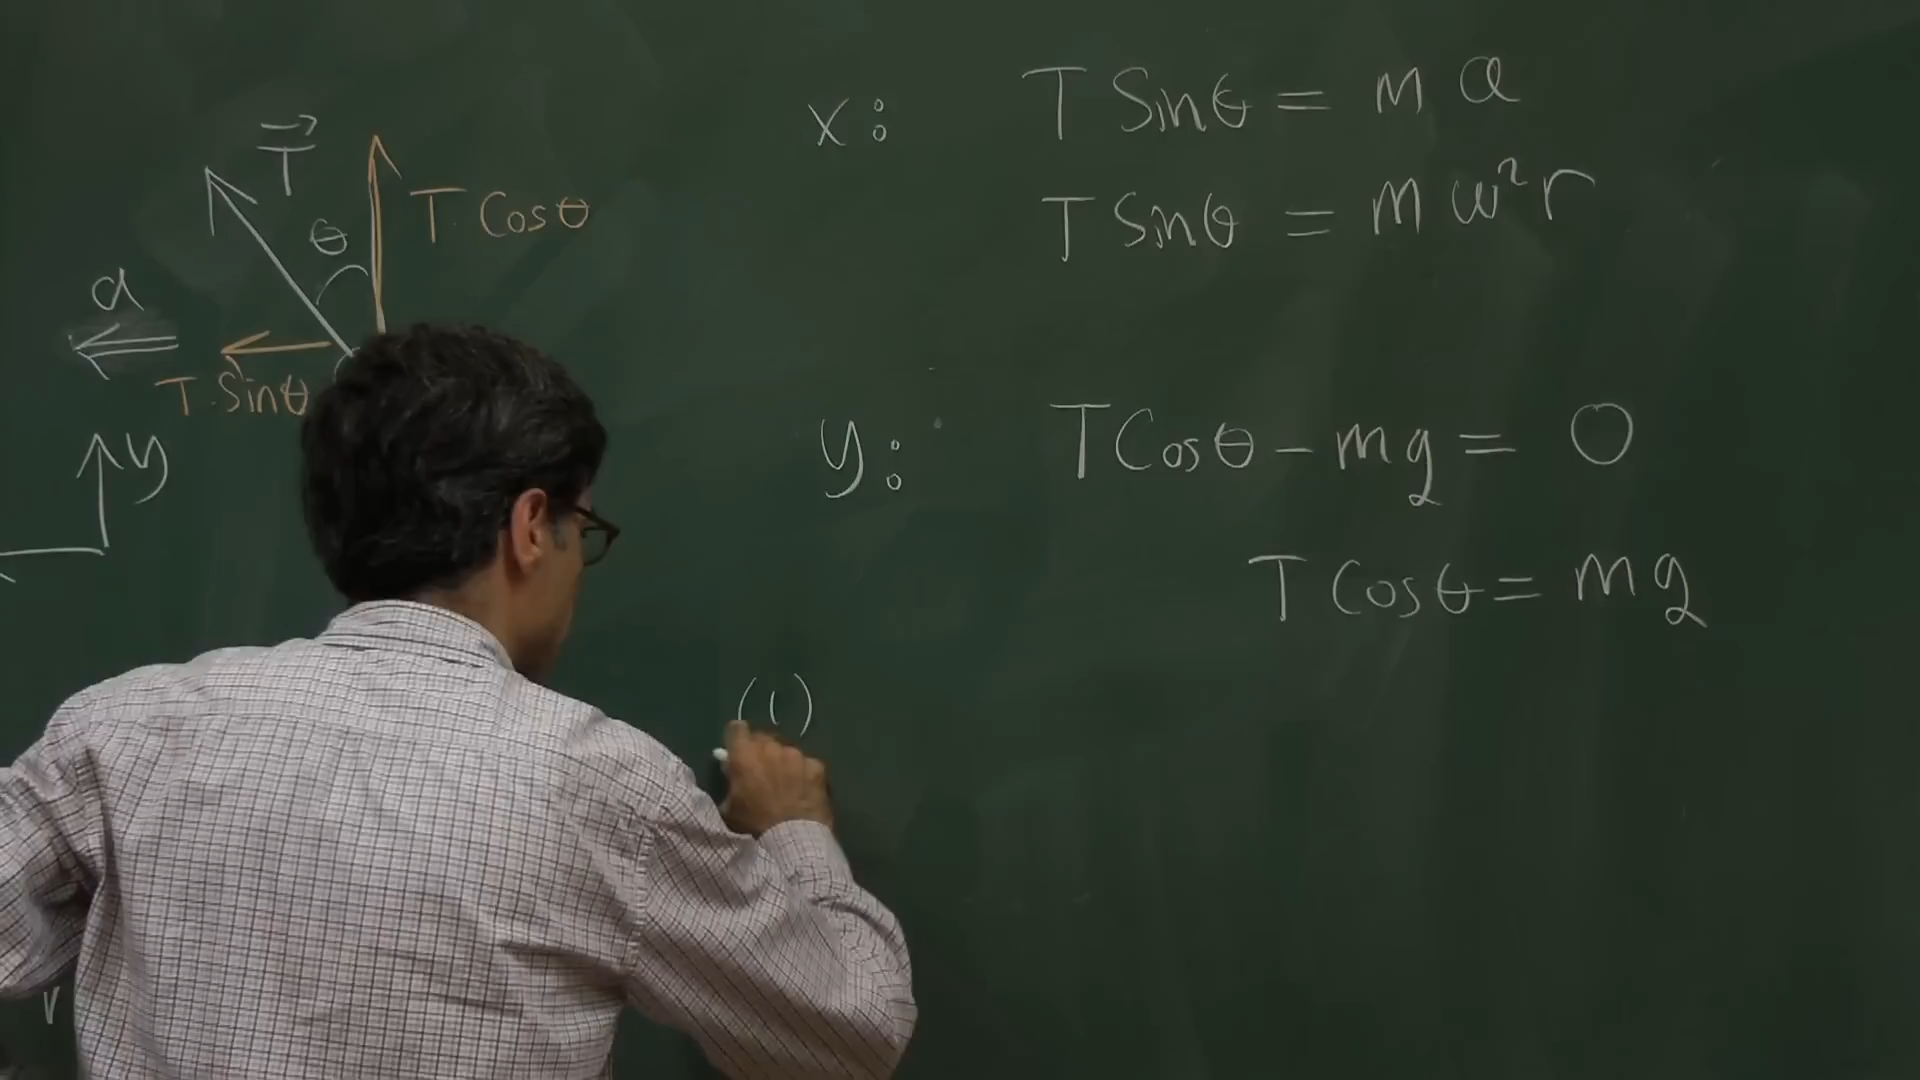 T⃗
θ
T. Cosθ
a
T. Sinθ
y
r
x: T Sinθ = m a
T Sinθ = m ω²r
y: T Cosθ − mg = 0
T Cosθ = mg
(1)